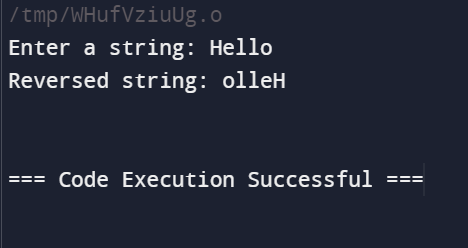 /tmp/WHufVziuUg.o
Enter a string: Hello
Reversed string: olleH
=== Code Execution Successful ===